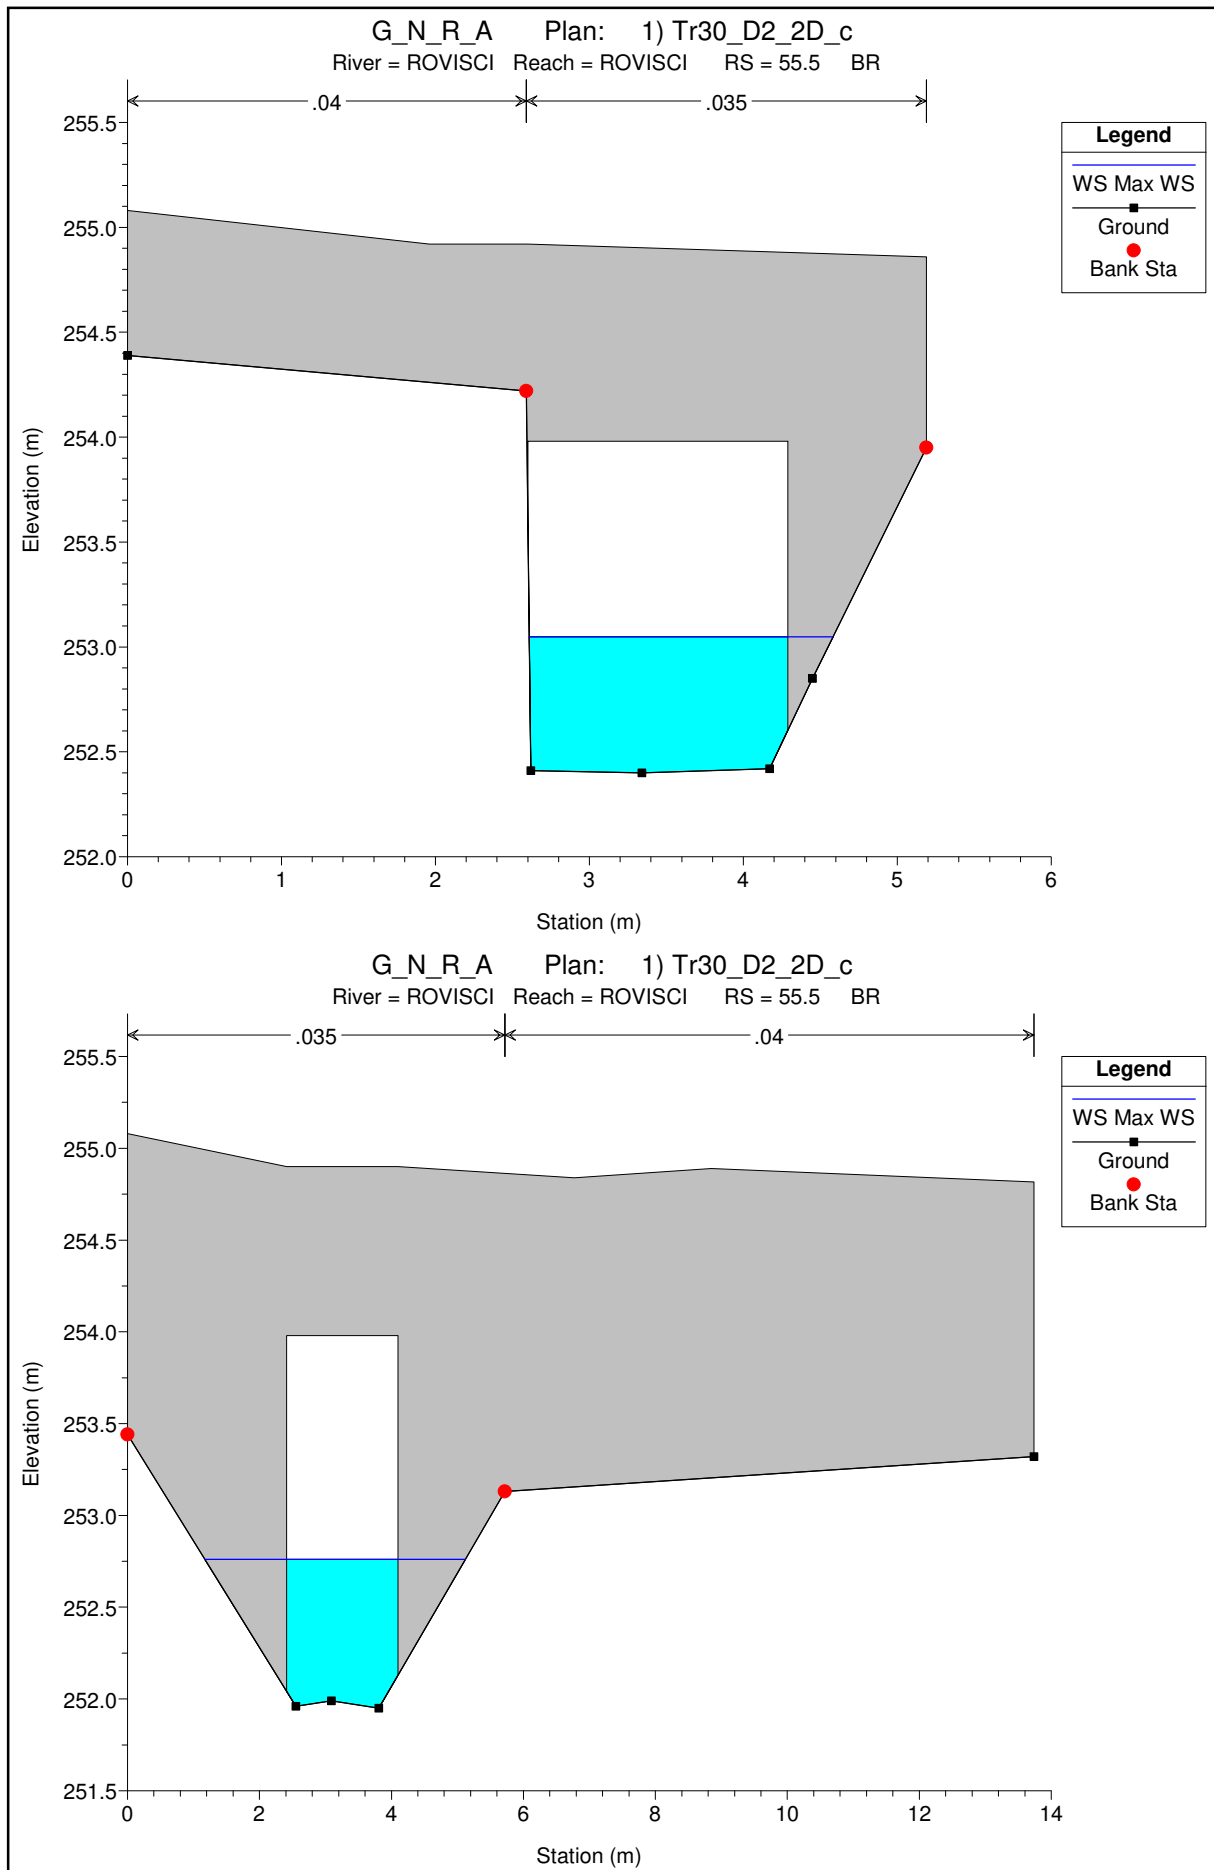 G_N_R_A Plan: 1) Tr30_D2_2D_c
River = ROVISCI Reach = ROVISCI RS = 55.5 BR
.04 .035
255.5
255.0
254.5
254.0
253.5
253.0
252.5
252.0
Elevation (m)
0 1 2 3 4 5 6
Station (m)
Legend
WS Max WS
Ground
Bank Sta
G_N_R_A Plan: 1) Tr30_D2_2D_c
River = ROVISCI Reach = ROVISCI RS = 55.5 BR
.035 .04
255.5
255.0
254.5
254.0
253.5
253.0
252.5
252.0
251.5
Elevation (m)
0 2 4 6 8 10 12 14
Station (m)
Legend
WS Max WS
Ground
Bank Sta